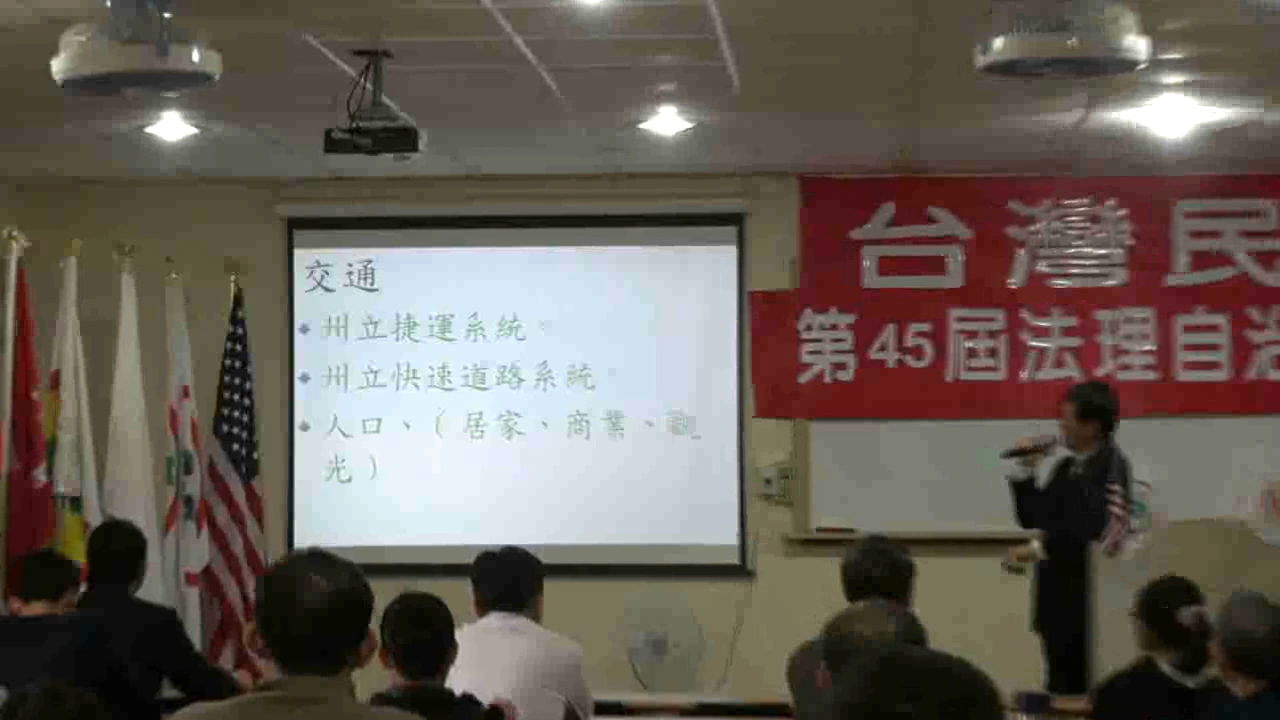 交通
州立捷運系統。
州立快速道路系統
人口、(居家、商業、觀
光)
台灣民
第45屆法理自治